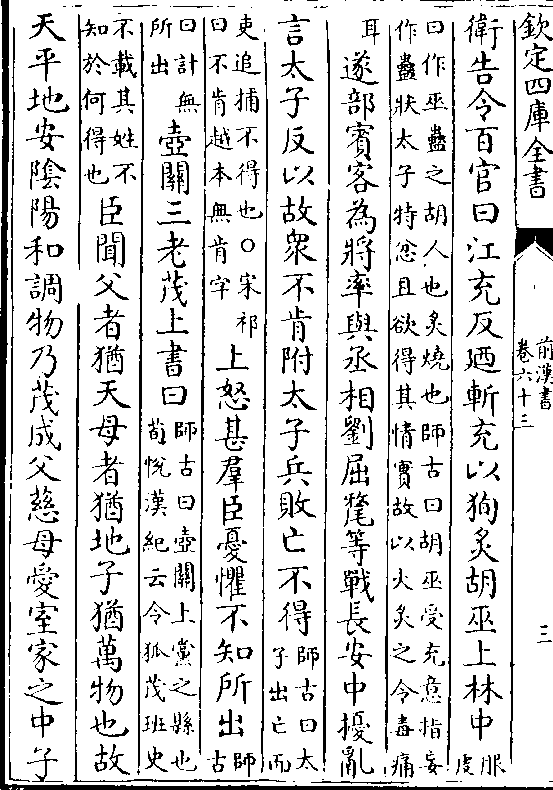 欽定四庫全書
前漢書
卷六十三
三
衛告令百官曰江充反廼斬充以狥炙胡巫上林中服虔
曰作巫蠱之胡人也炙燒也師古曰胡巫受充意指妄
作蠱狀太子特忿且欲得其情實故以火炙之令毒痛
耳遂部賓客為將率與丞相劉屈氂等戰長安中擾亂
言太子反以故衆不肯附太子兵敗亡不得師古曰太
子出亡而
吏追捕不得也○宋祁
曰不肯越本無肯字上怒甚羣臣憂懼不知所出師
古
曰計無
所出壺關三老茂上書曰師古曰壺關上黨之縣也
荀悅漢紀云令狐茂班史
不載其姓不
知於何得也臣聞父者猶天母者猶地子猶萬物也故
天平地安隂陽和調物乃茂成父慈母愛室家之中子